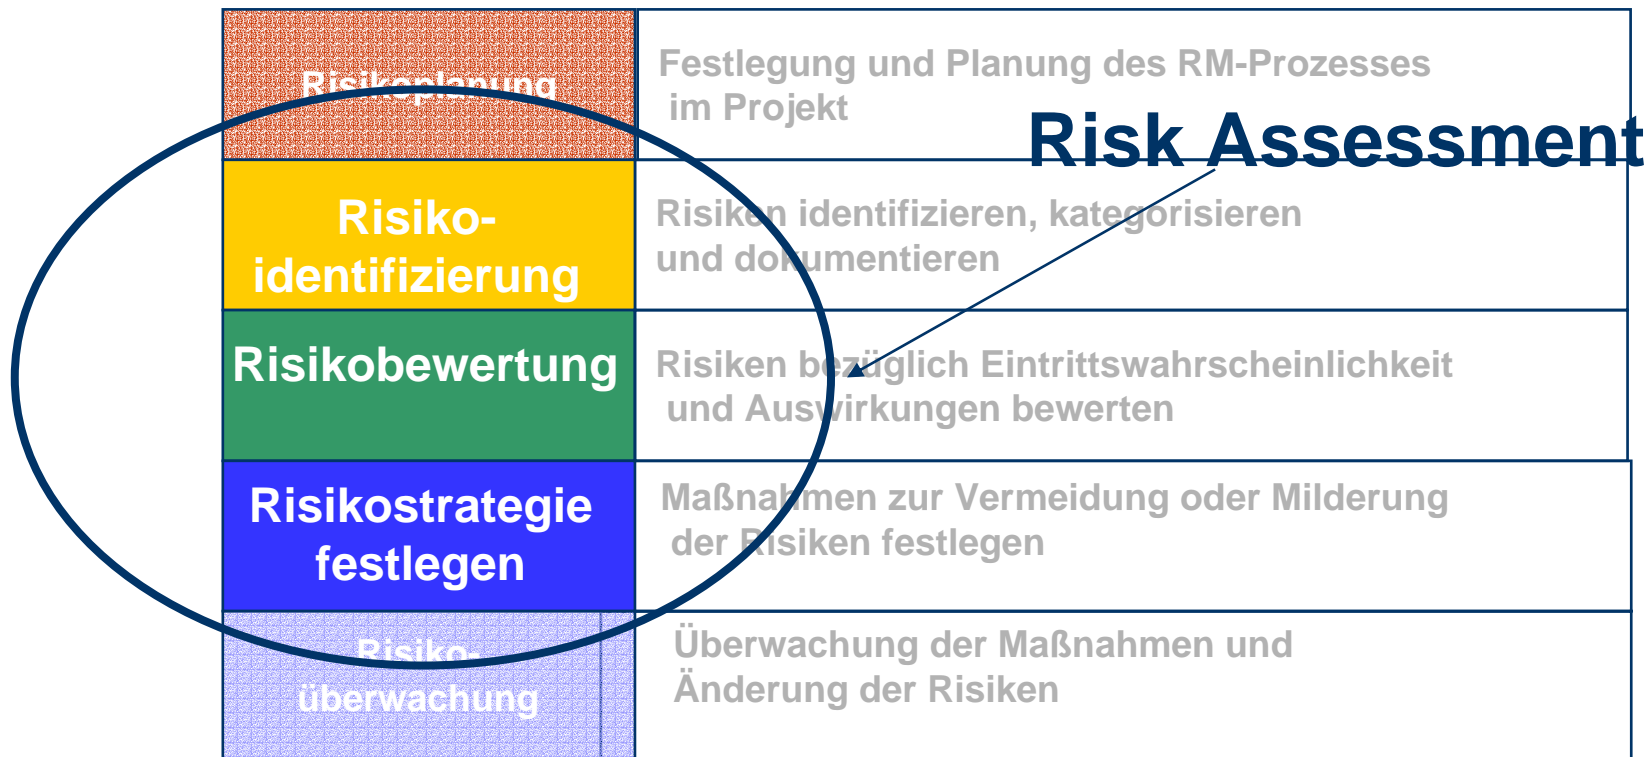 Risikoplanung
Festlegung und Planung des RM-Prozesses
im Projekt
Risk Assessment
Risiko-
identifizierung
Risiken identifizieren, kategorisieren
und dokumentieren
Risikobewertung
Risiken bezüglich Eintrittswahrscheinlichkeit
und Auswirkungen bewerten
Risikostrategie
festlegen
Maßnahmen zur Vermeidung oder Milderung
der Risiken festlegen
Risiko-
überwachung
Überwachung der Maßnahmen und
Änderung der Risiken